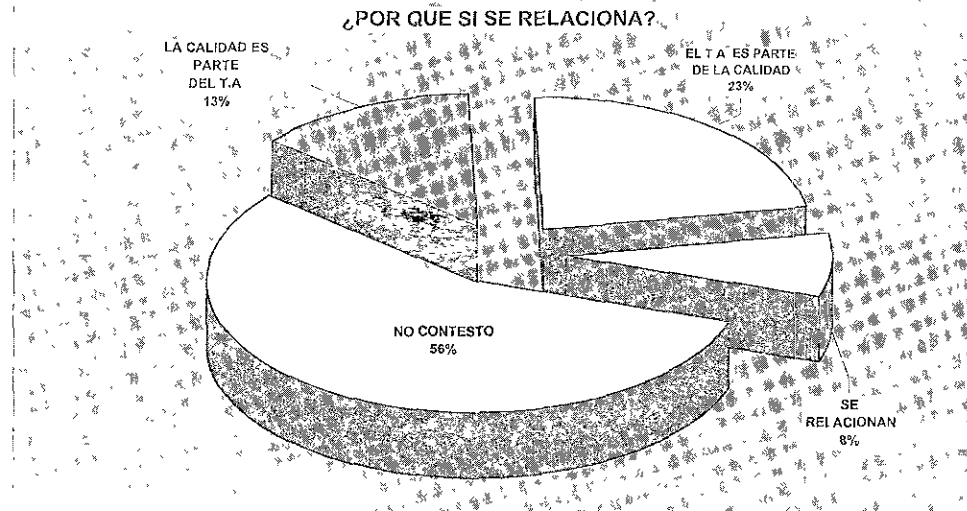 ¿POR QUE SI SE RELACIONA?
LA CALIDAD ES
PARTE
DEL T.A
13%
EL T A ES PARTE
DE LA CALIDAD
23%
NO CONTESTO
56%
SE
RELACIONAN
8%